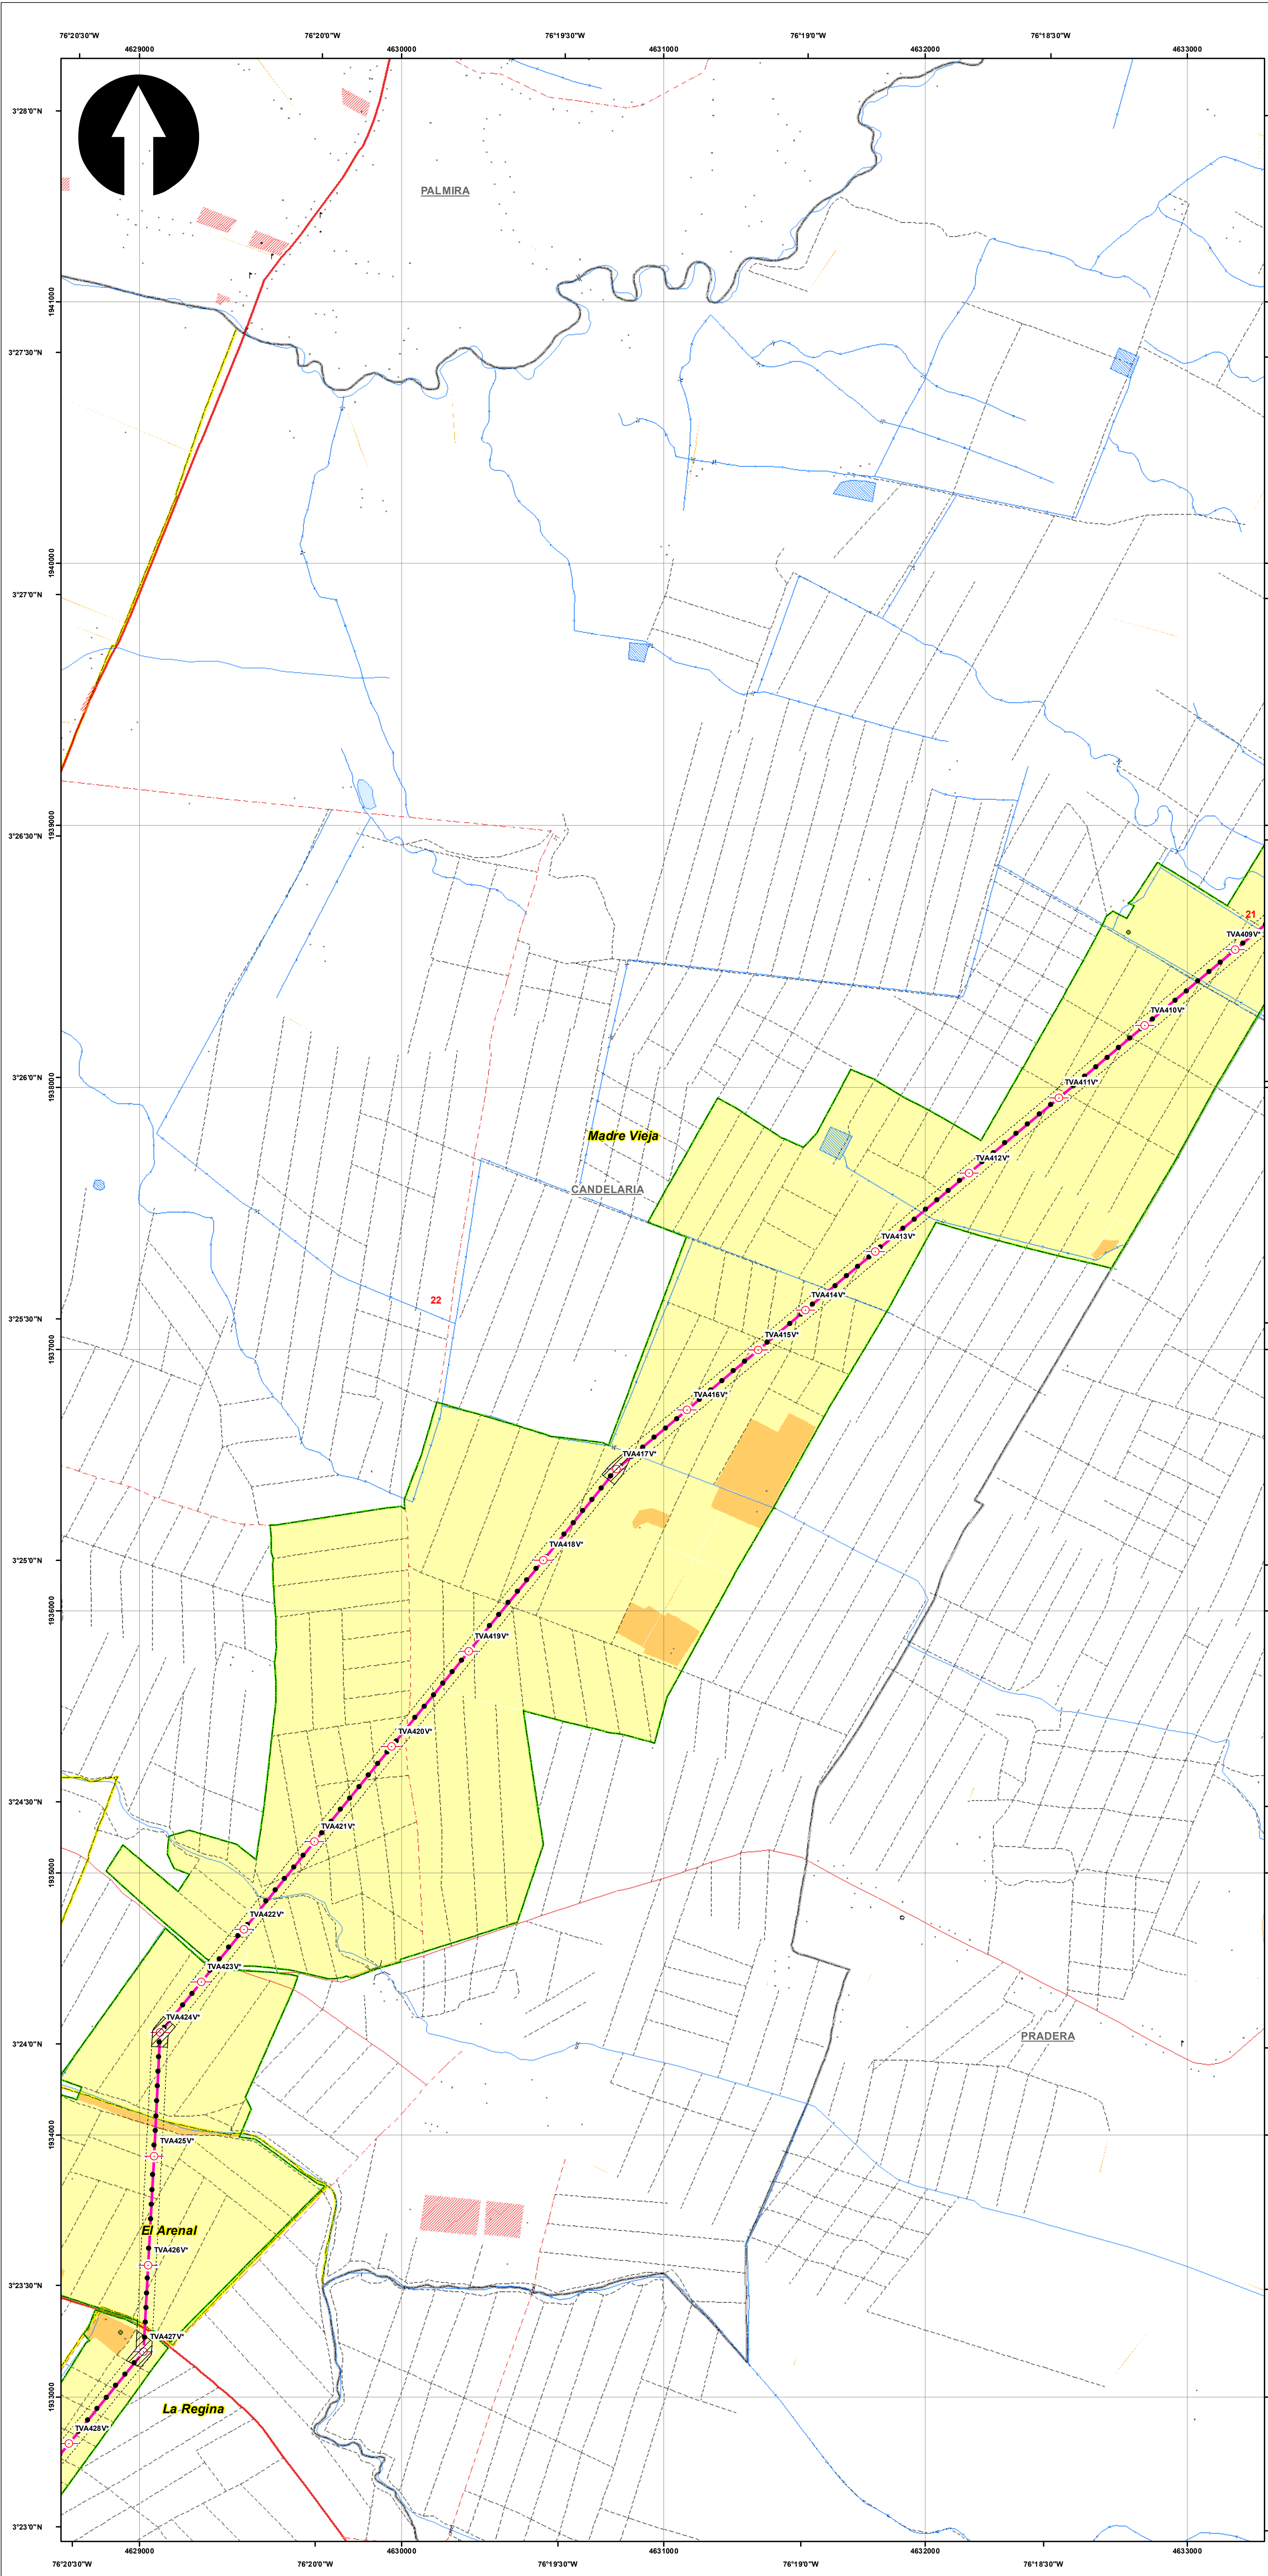 76°20'30"W 4629000 76°20'0"W 4630000 76°19'30"W 4631000 76°19'0"W 4632000 76°18'30"W 4633000
3°28'0"N
PALMIRA
1941000
3°27'30"N
1940000
3°27'0"N
1939000
3°26'30"N
21
TVA409V*
TVA410V*
3°26'0"N
1938000
TVA411V*
Madre Vieja
TVA412V*
CANDELARIA
TVA413V*
TVA414V*
22
3°25'30"N
TVA415V*
1937000
TVA416V*
TVA417V*
TVA418V*
3°25'0"N
1936000
TVA419V*
TVA420V*
3°24'30"N
TVA421V*
1935000
TVA422V*
TVA423V*
TVA424V*
PRADERA
3°24'0"N
1934000
TVA425V*
El Arenal
TVA426V*
3°23'30"N
TVA427V*
1933000
La Regina
TVA428V*
3°23'0"N
76°20'30"W 4629000 76°20'0"W 4630000 76°19'30"W 4631000 76°19'0"W 4632000 76°18'30"W 4633000